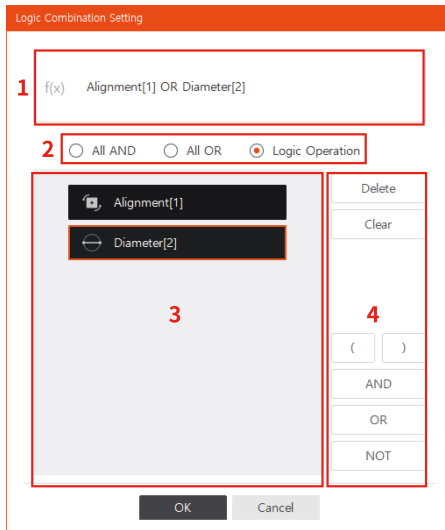 Logic Combination Setting
1
f(x) Alignment[1] OR Diameter[2]
2 All AND All OR Logic Operation
Alignment[1]
Diameter[2]
3
Delete
Clear
4
( )
AND
OR
NOT
OK Cancel